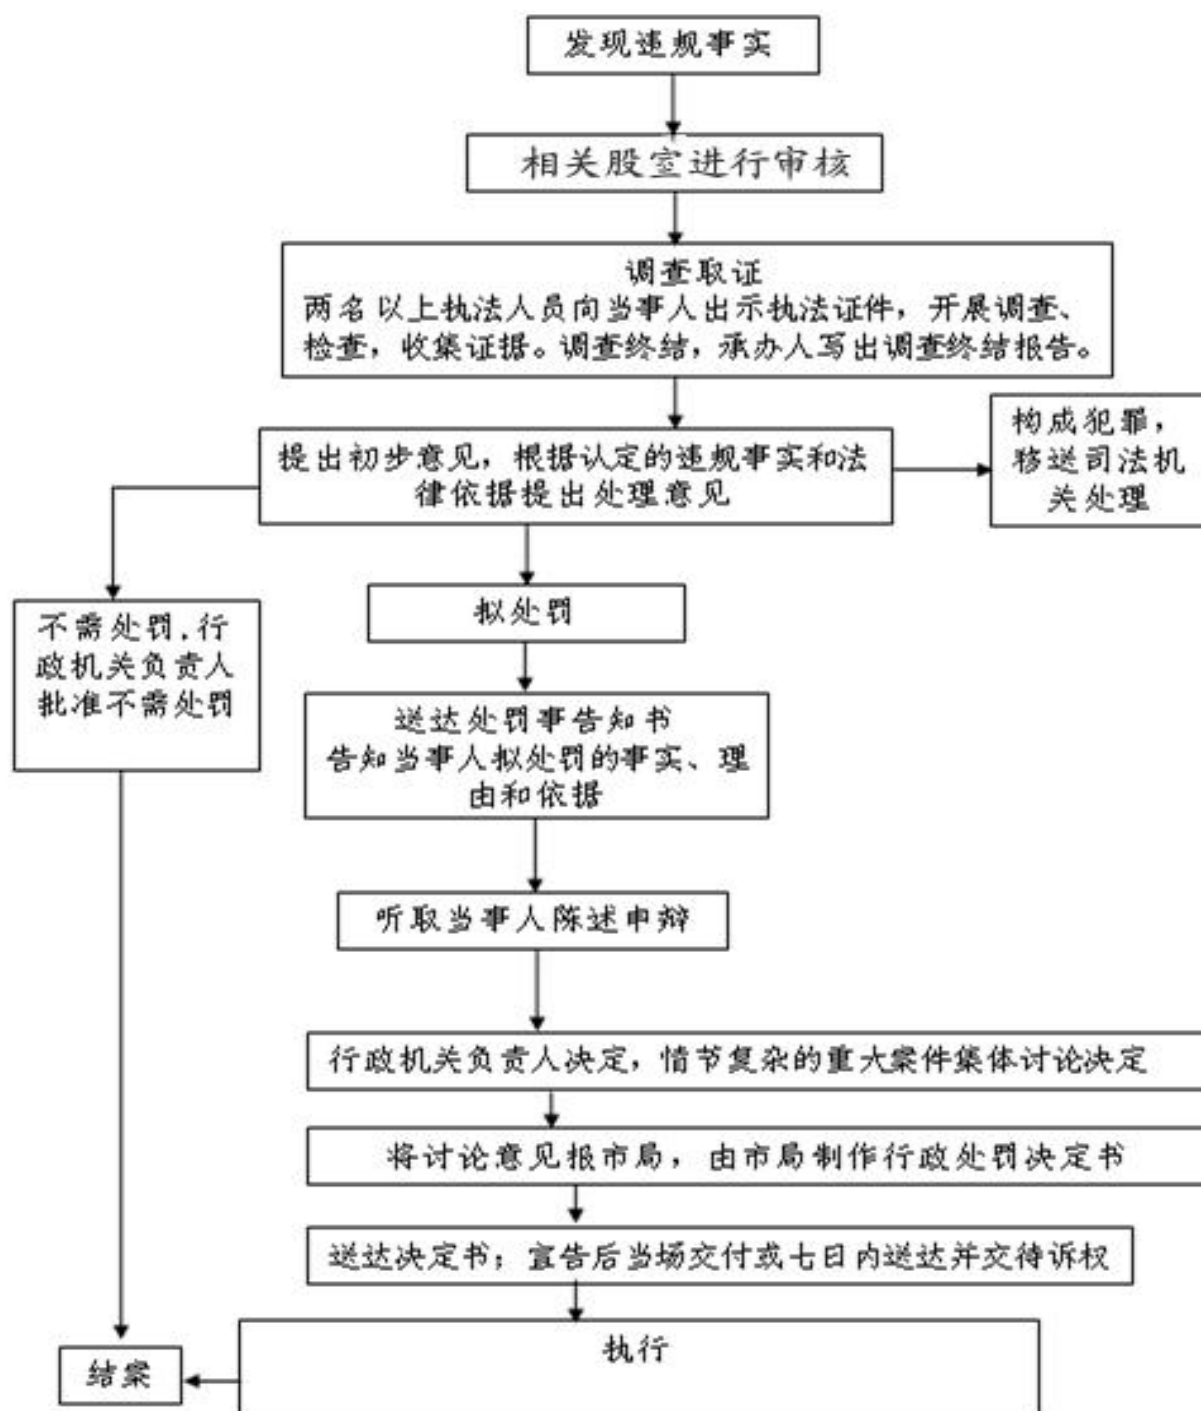 发现违规事实
相关股室进行审核
调查取证
两名以上执法人员向当事人出示执法证件，开展调查、
检查，收集证据。调查终结，承办人写出调查终结报告。
提出初步意见，根据认定的违规事实和法
律依据提出处理意见
构成犯罪，
移送司法机
关处理
不需处罚.行
政机关负责人
批准不需处罚
拟处罚
送达处罚事告知书
告知当事人拟处罚的事实、理
由和依据
听取当事人陈述申辩
行政机关负责人决定，情节复杂的重大案件集体讨论决定
将讨论意见报市局，由市局制作行政处罚决定书
送达决定书；宣告后当场交付或七日内送达并交待诉权
执行
结案